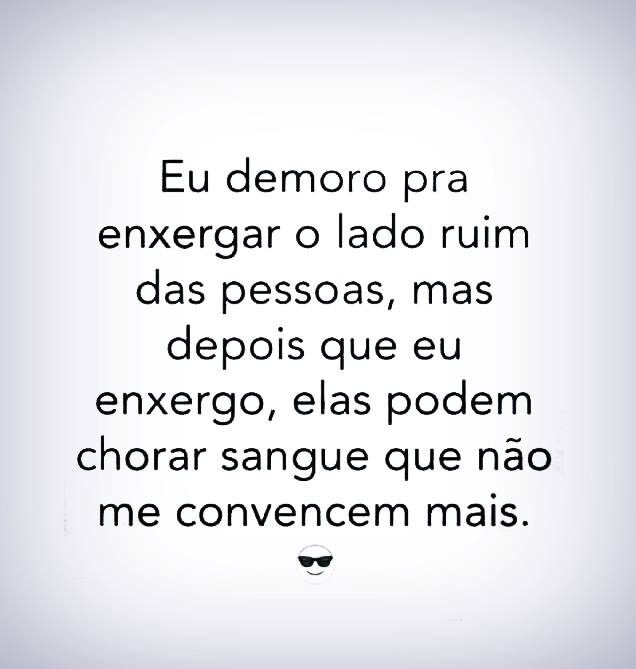 Eu demoro pra
enxergar o lado ruim
das pessoas, mas
depois que eu
enxergo, elas podem
chorar sangue que não
me convencem mais.
😎